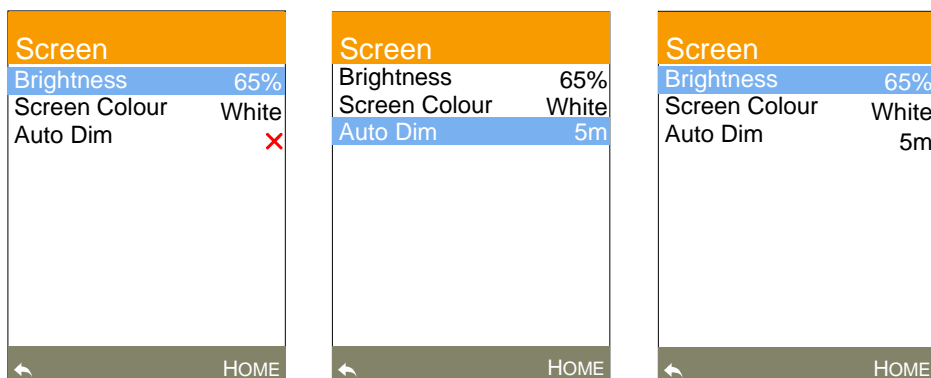 Screen
Brightness 65%
Screen Colour White
Auto Dim
HOME
Screen
Brightness 65%
Screen Colour White
Auto Dim 5m
HOME
Screen
Brightness 65%
Screen Colour White
Auto Dim 5m
HOME